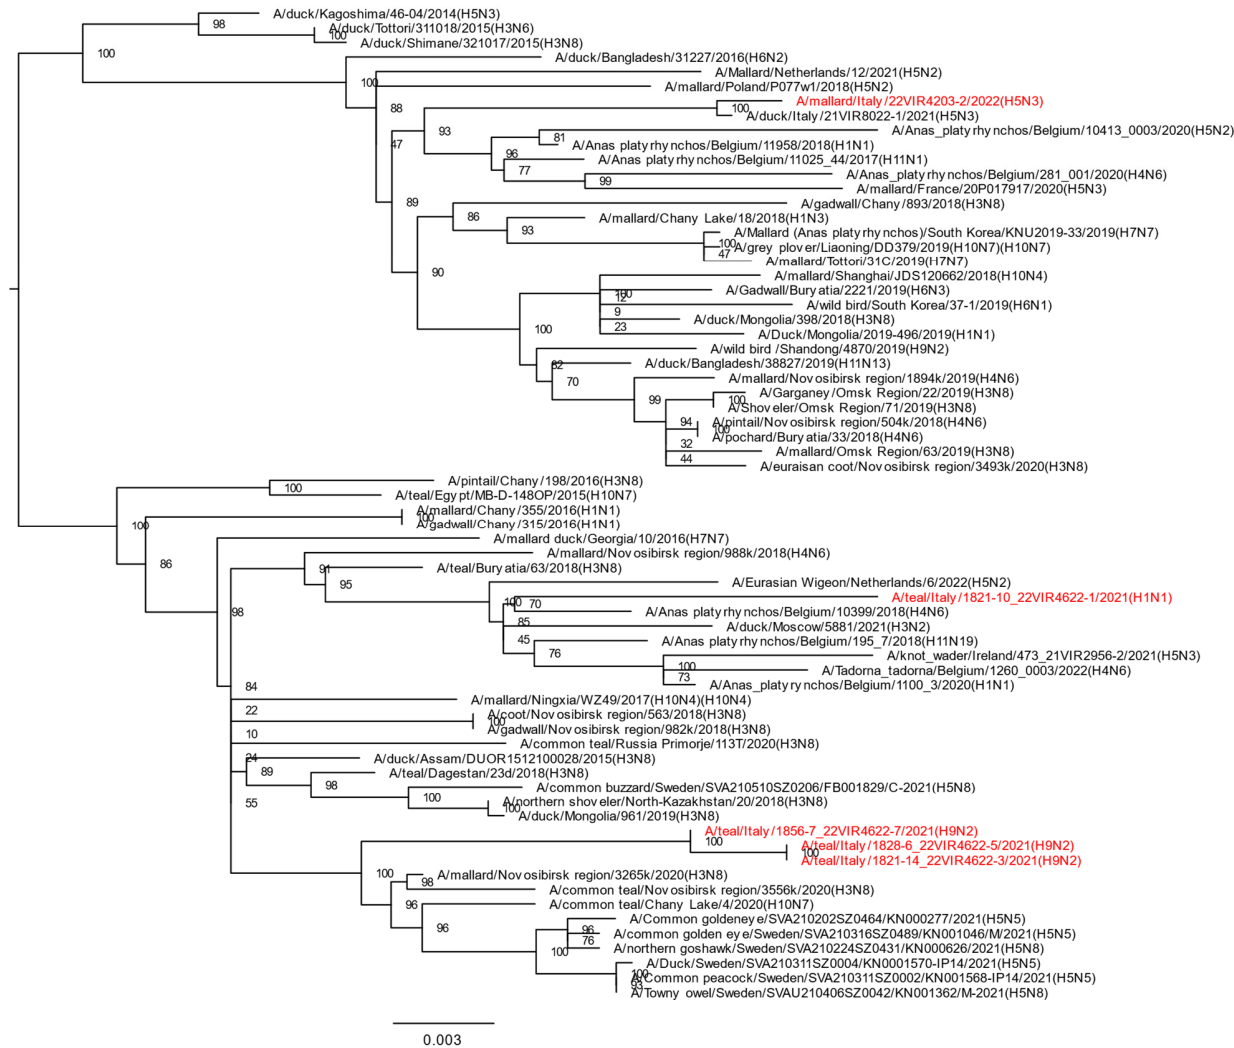 A/duck/Kagoshima/46-04/2014(H5N3)
98
A/duck/Tottori/311018/2015(H3N6)
100
A/duck/Shimane/321017/2015(H3N8)
100
A/duck/Bangladesh/31227/2016(H6N2)
A/Mallard/Netherlands/12/2021(H5N2)
100
A/mallard/Poland/P077w1/2018(H5N2)
A/mallard/Italy/22VIR4203-2/2022(H5N3)
88
100
A/duck/Italy/21VIR8022-1/2021(H5N3)
93
A/Anas_platyrhynchos/Belgium/10413_0003/2020(H5N2)
81
47
A/Anas platyrhynchos/Belgium/11958/2018(H1N1)
96
A/Anas platyrhynchos/Belgium/11025_44/2017(H11N1)
77
A/Anas_platyrhynchos/Belgium/281_001/2020(H4N6)
99
A/mallard/France/20P017917/2020(H5N3)
89
A/gadwall/Chany/893/2018(H3N8)
86
A/mallard/Chany Lake/18/2018(H1N3)
93
A/Mallard (Anas platyrhynchos)/South Korea/KNU2019-33/2019(H7N7)
100
A/grey plover/Liaoning/DD379/2019(H10N7)(H10N7)
47
A/mallard/Tottori/31C/2019(H7N7)
90
A/mallard/Shanghai/JDS120662/2018(H10N4)
A/Gadwall/Buryatia/2221/2019(H6N3)
100
12
A/wild bird/South Korea/37-1/2019(H6N1)
9
A/duck/Mongolia/398/2018(H3N8)
23
100
A/Duck/Mongolia/2019-496/2019(H1N1)
A/wild bird /Shandong/4870/2019(H9N2)
82
A/duck/Bangladesh/38827/2019(H11N13)
70
A/mallard/Novosibirsk region/1894k/2019(H4N6)
A/Garganey/Omsk Region/22/2019(H3N8)
99
100
A/Shoveler/Omsk Region/71/2019(H3N8)
94
A/pintail/Novosibirsk region/504k/2018(H4N6)
100
A/pochard/Buryatia/33/2018(H4N6)
32
A/mallard/Omsk Region/63/2019(H3N8)
44
A/euraisan coot/Novosibirsk region/3493k/2020(H3N8)
A/pintail/Chany/198/2016(H3N8)
100
A/teal/Egypt/MB-D-148OP/2015(H10N7)
A/mallard/Chany/355/2016(H1N1)
100
100
A/gadwall/Chany/315/2016(H1N1)
A/mallard duck/Georgia/10/2016(H7N7)
86
A/mallard/Novosibirsk region/988k/2018(H4N6)
91
A/teal/Buryatia/63/2018(H3N8)
95
A/Eurasian Wigeon/Netherlands/6/2022(H5N2)
A/teal/Italy/1821-10_22VIR4622-1/2021(H1N1)
100
70
98
A/Anas platyrhynchos/Belgium/10399/2018(H4N6)
85
A/duck/Moscow/5881/2021(H3N2)
45
A/Anas platyrhynchos/Belgium/195_7/2018(H11N19)
76
A/knot_wader/Ireland/473_21VIR2956-2/2021(H5N3)
100
A/Tadorna_tadorna/Belgium/1260_0003/2022(H4N6)
73
A/Anas_platyrynchos/Belgium/1100_3/2020(H1N1)
84
A/mallard/Ningxia/WZ49/2017(H10N4)(H10N4)
22
A/coot/Novosibirsk region/563/2018(H3N8)
100
A/gadwall/Novosibirsk region/982k/2018(H3N8)
10
A/common teal/Russia Primorje/113T/2020(H3N8)
24
A/duck/Assam/DUOR1512100028/2015(H3N8)
89
A/teal/Dagestan/23d/2018(H3N8)
98
A/common buzzard/Sweden/SVA210510SZ0206/FB001829/C-2021(H5N8)
100
55
A/northern shoveler/North-Kazakhstan/20/2018(H3N8)
100
A/duck/Mongolia/961/2019(H3N8)
A/teal/Italy/1856-7_22VIR4622-7/2021(H9N2)
100
A/teal/Italy/1828-6_22VIR4622-5/2021(H9N2)
100
A/teal/Italy/1821-14_22VIR4622-3/2021(H9N2)
100
A/mallard/Novosibirsk region/3265k/2020(H3N8)
98
A/common teal/Novosibirsk region/3556k/2020(H3N8)
96
A/common teal/Chany Lake/4/2020(H10N7)
96
A/Common goldeneye/SVA210202SZ0464/KN000277/2021(H5N5)
96
A/common golden eye/Sweden/SVA210316SZ0489/KN001046/M/2021(H5N5)
76
A/northern goshawk/Sweden/SVA210224SZ0431/KN000626/2021(H5N8)
100
A/Duck/Sweden/SVA210311SZ0004/KN0001570-IP14/2021(H5N5)
100
A/Common peacock/Sweden/SVA210311SZ0002/KN001568-IP14/2021(H5N5)
93
A/Towny owel/Sweden/SVAU210406SZ0042/KN001362/M-2021(H5N8)
0.003